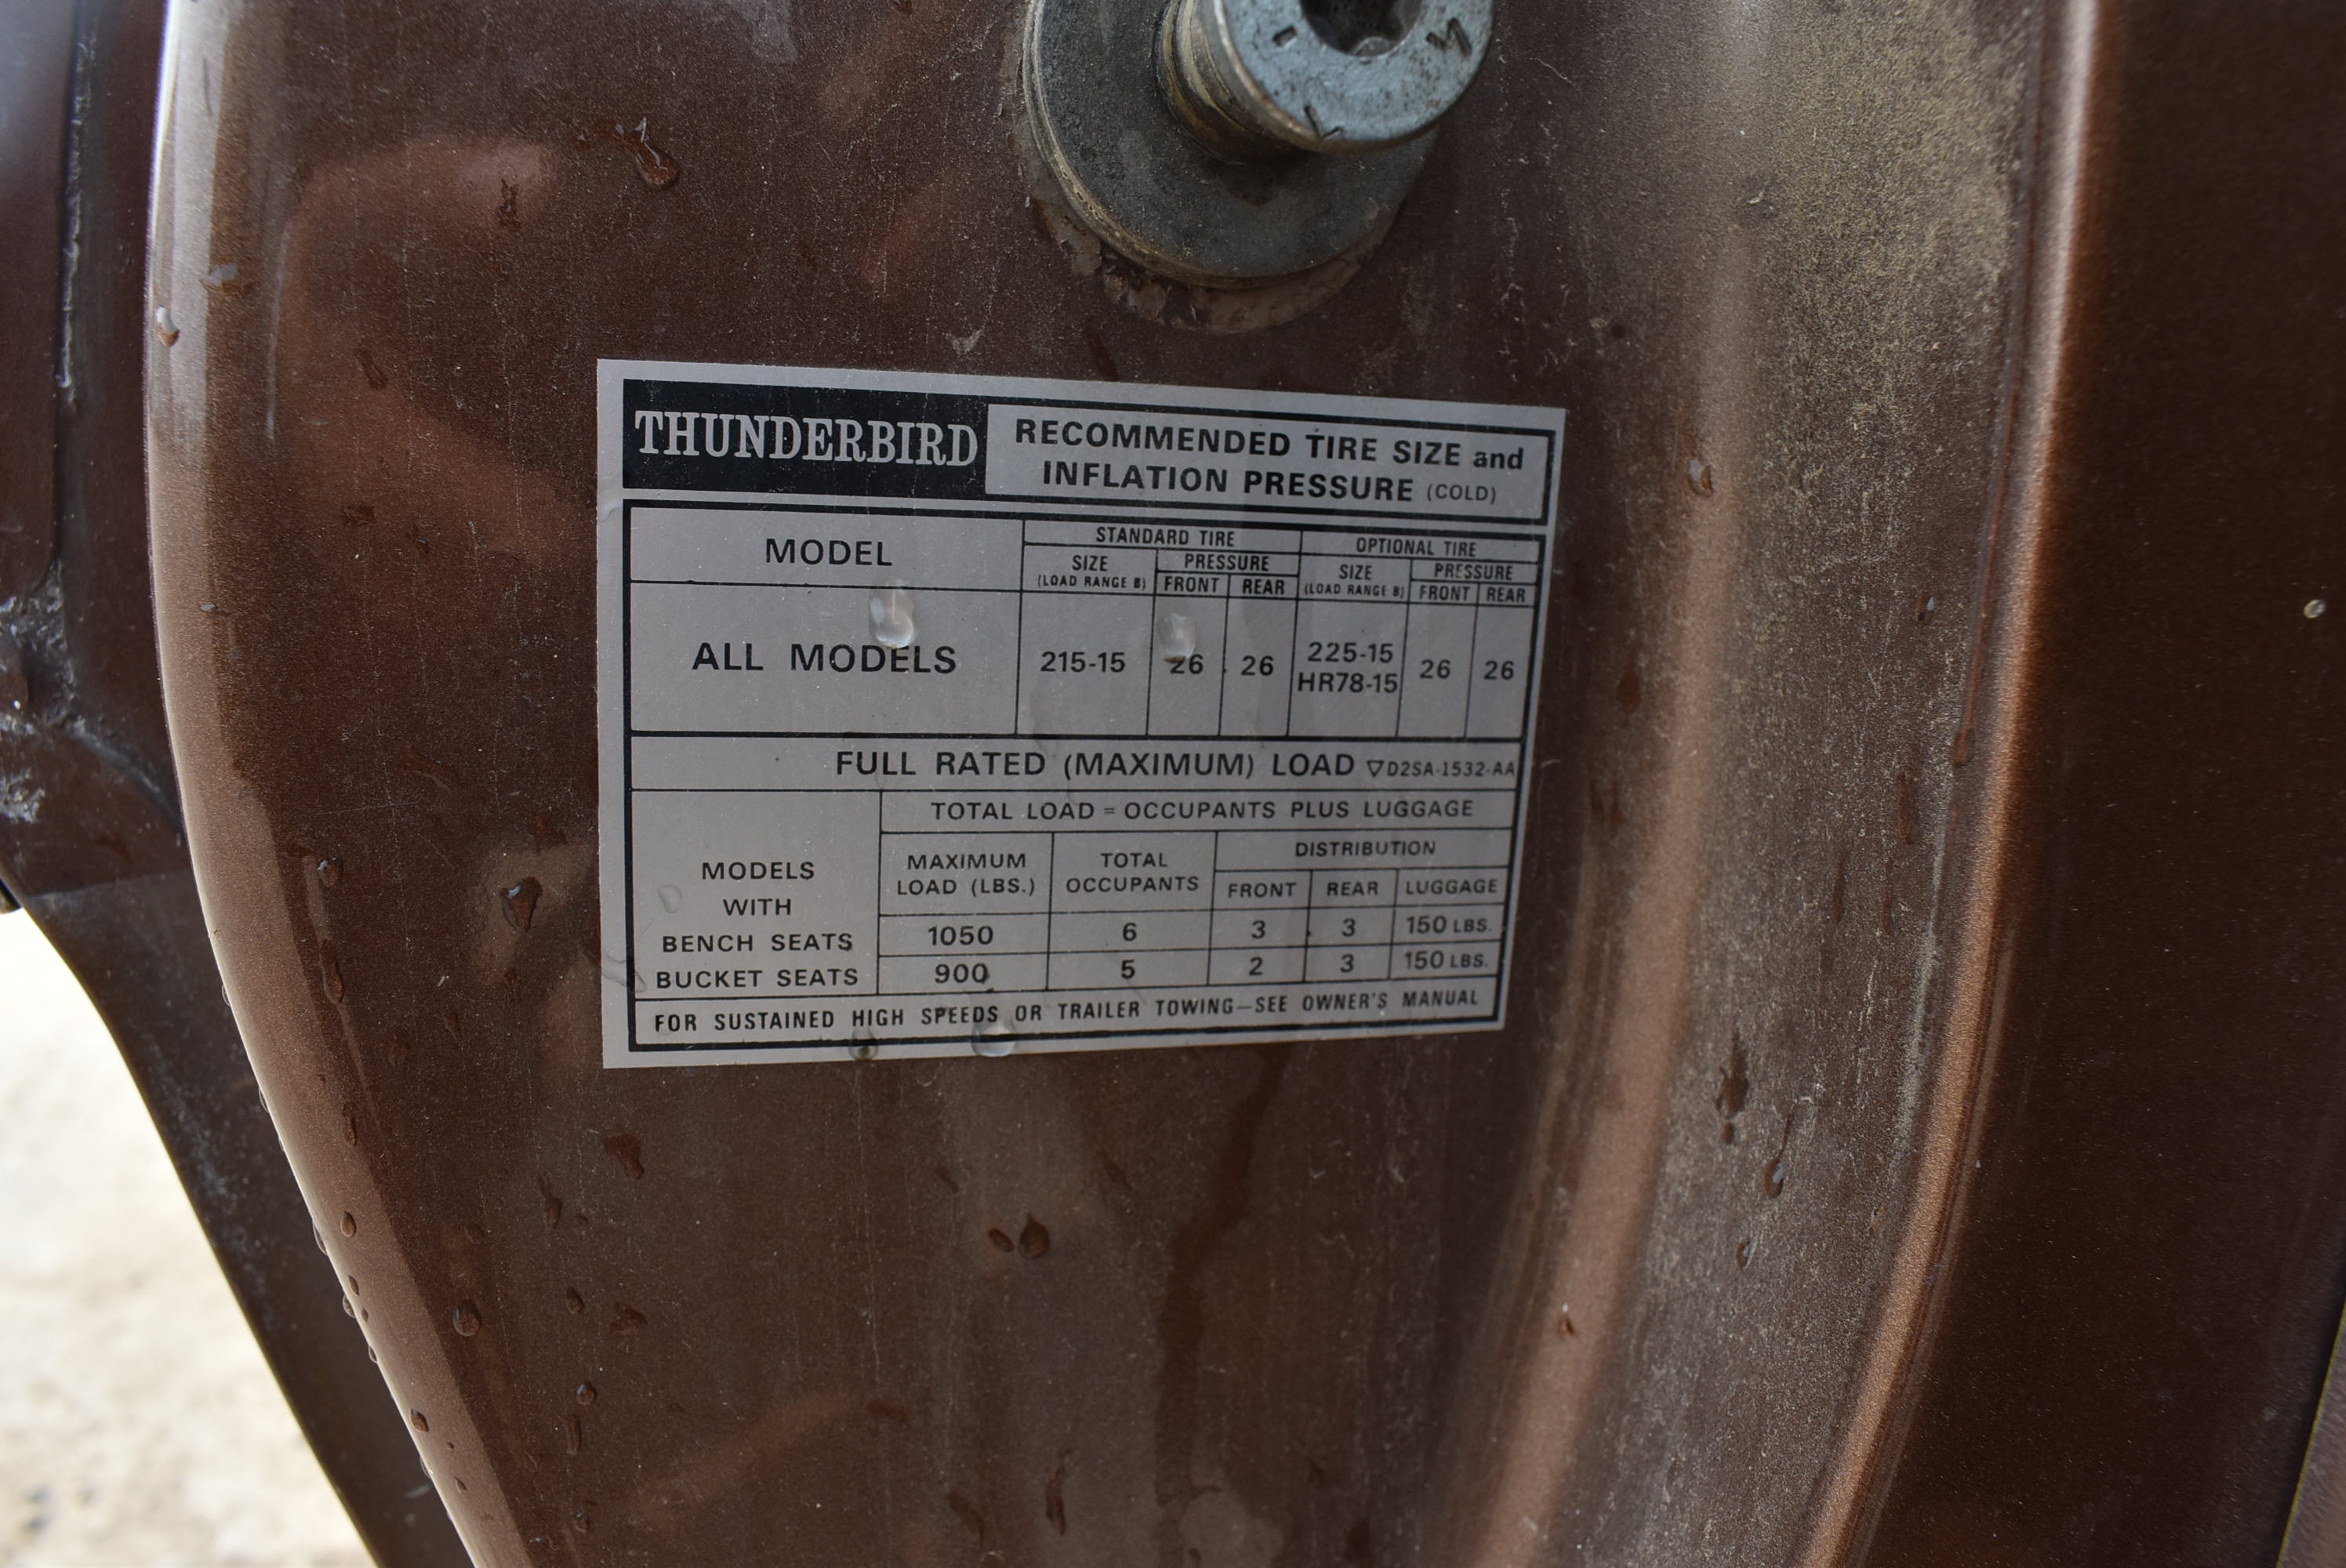 THUNDERBIRD
RECOMMENDED TIRE SIZE and
INFLATION PRESSURE (COLD)
MODEL
STANDARD TIRE
OPTIONAL TIRE
SIZE
(LOAD RANGE B)
PRESSURE
FRONT REAR
SIZE
(LOAD RANGE B)
PRESSURE
FRONT REAR
ALL MODELS 215-15 26 26 225-15 HR78-15 26 26
FULL RATED (MAXIMUM) LOAD ▽D2SA-1532-AA
TOTAL LOAD = OCCUPANTS PLUS LUGGAGE
MODELS
WITH
MAXIMUM
LOAD (LBS.)
TOTAL
OCCUPANTS
DISTRIBUTION
FRONT REAR LUGGAGE
BENCH SEATS 1050 6 3 3 150 LBS.
BUCKET SEATS 900 5 2 3 150 LBS.
FOR SUSTAINED HIGH SPEEDS OR TRAILER TOWING—SEE OWNER'S MANUAL